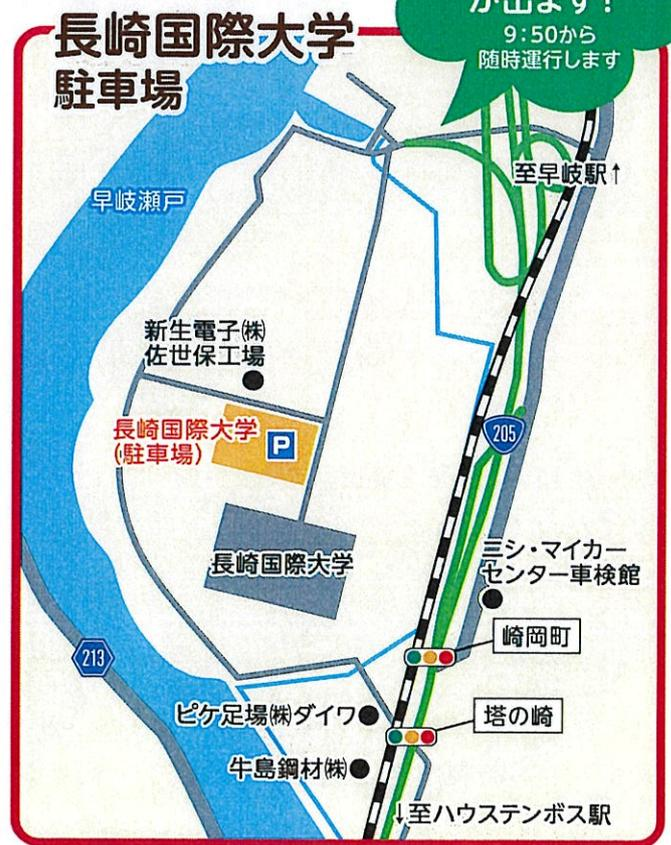 が出ます!
9:50から
随時運行します
長崎国際大学
駐車場
至早岐駅↑
早岐瀬戸
新生電子㈱
佐世保工場
長崎国際大学
(駐車場)
P
205
長崎国際大学
三シ・マイカー
センター車検館
崎岡町
213
ピケ足場㈱ダイワ
塔の崎
牛島鋼材㈱
↓至ハウステンボス駅